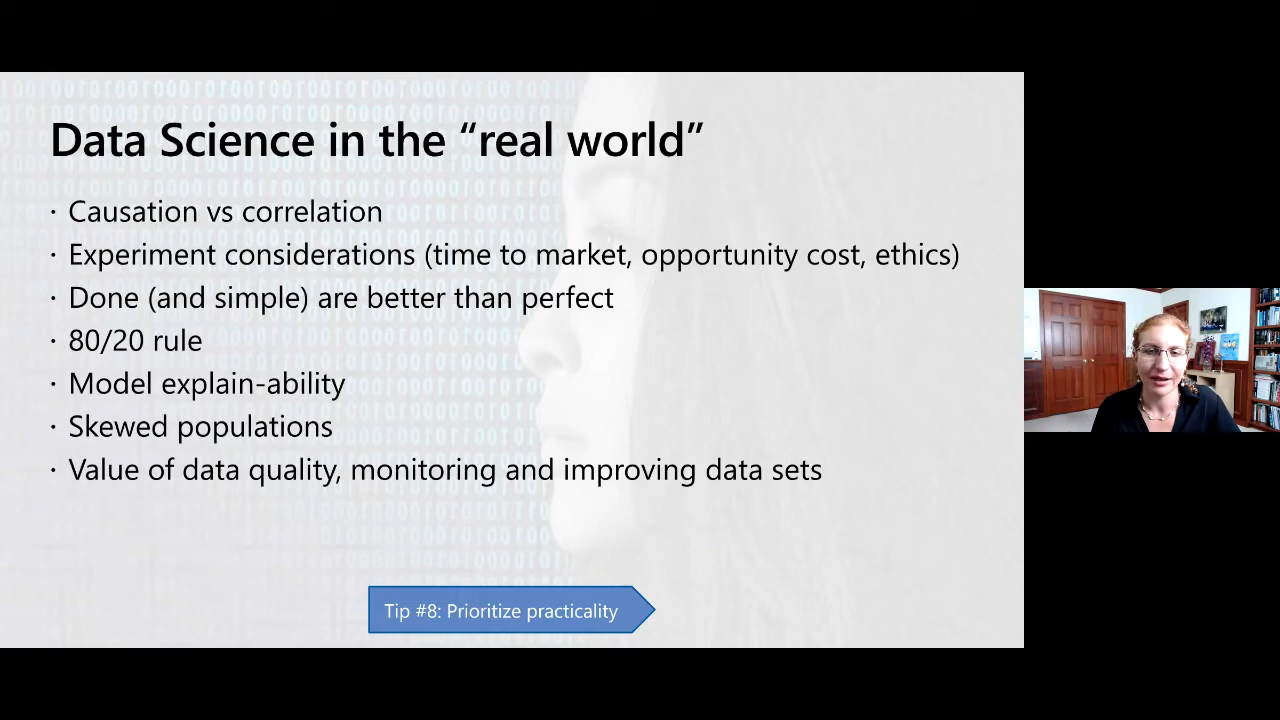 Data Science in the “real world”
· Causation vs correlation
· Experiment considerations (time to market, opportunity cost, ethics)
· Done (and simple) are better than perfect
· 80/20 rule
· Model explain-ability
· Skewed populations
· Value of data quality, monitoring and improving data sets
Tip #8: Prioritize practicality